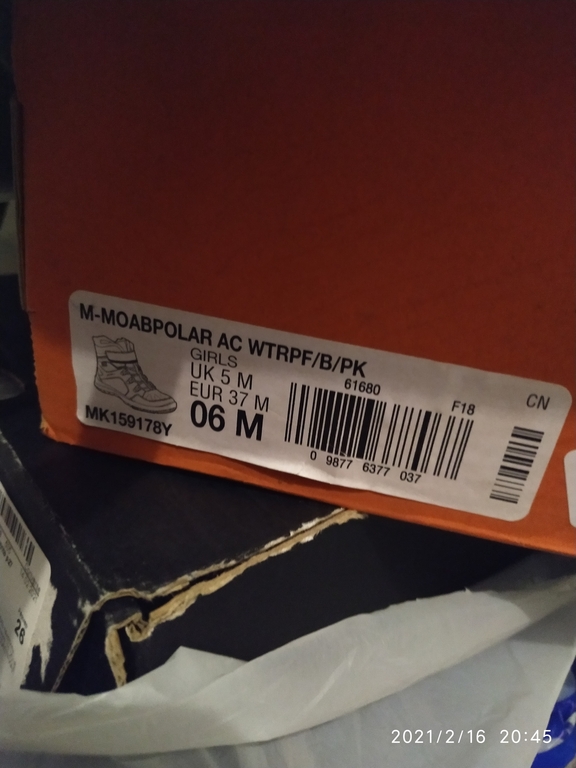 M-MOABPOLAR AC WTRPF/B/PK
GIRLS
UK 5 M
EUR 37 M
06 M
MK159178Y
61680
F18
CN
0 9877 6377 037
26
2021/2/16 20:45